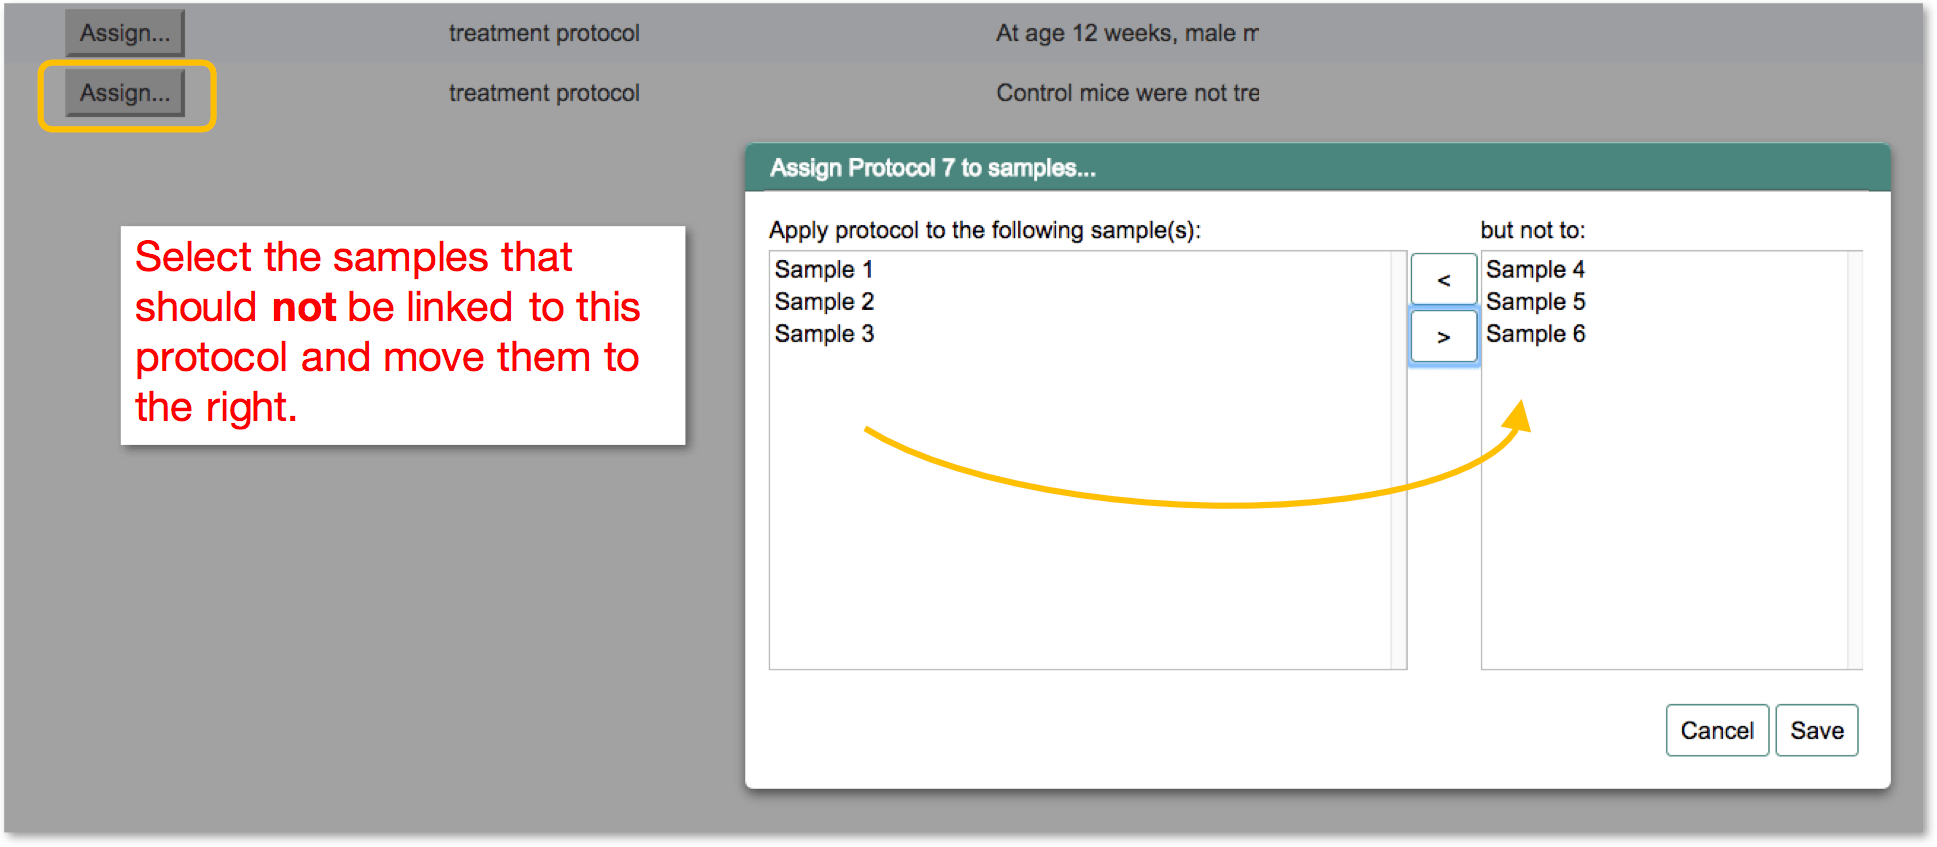 Assign... treatment protocol At age 12 weeks, male m
Assign... treatment protocol Control mice were not tre
Select the samples that
should not be linked to this
protocol and move them to
the right.
Assign Protocol 7 to samples...
Apply protocol to the following sample(s):
Sample 1
Sample 2
Sample 3
<
>
but not to:
Sample 4
Sample 5
Sample 6
Cancel Save